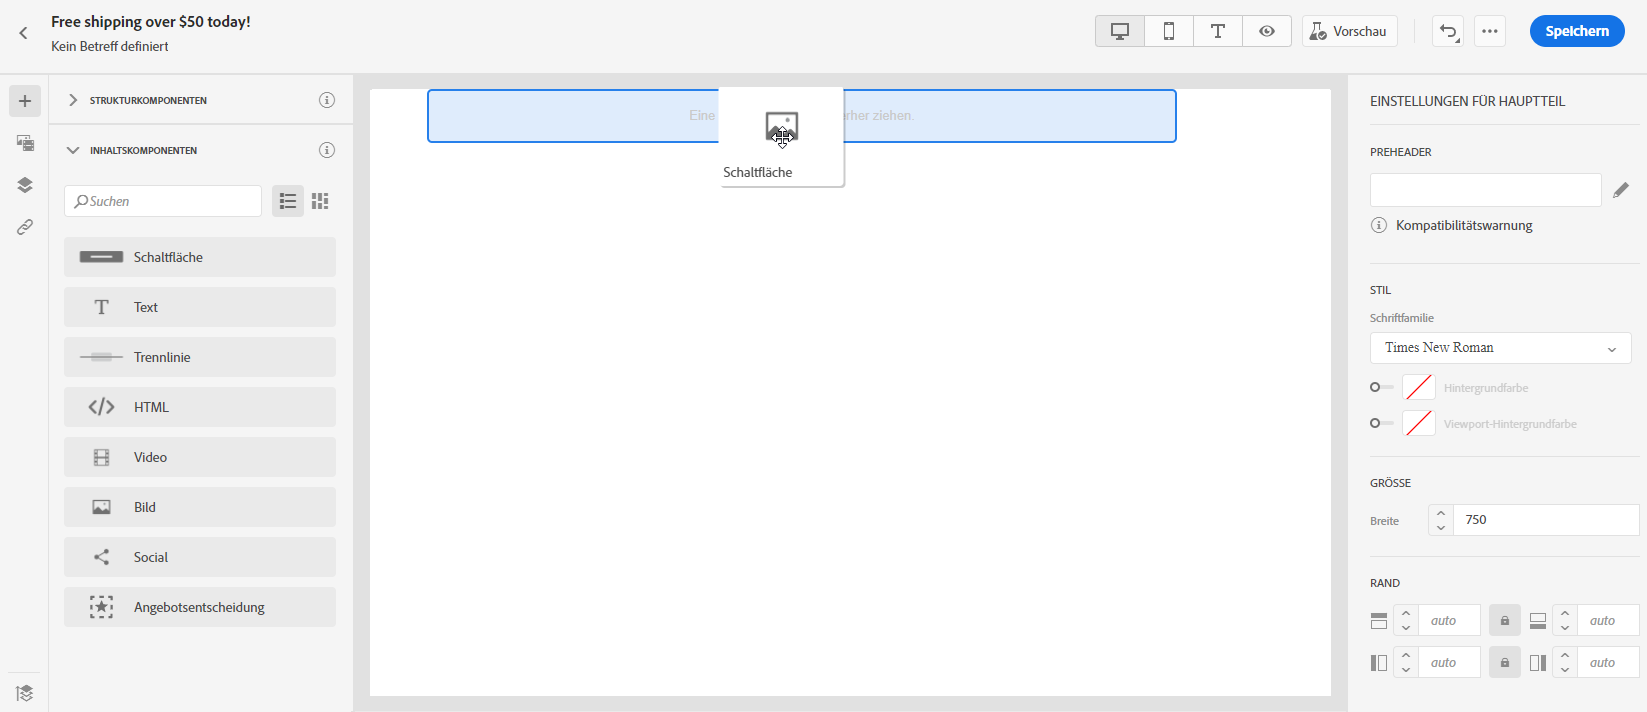 Free shipping over $50 today!
Kein Betreff definiert
Vorschau
Speichern
STRUKTURKOMPONENTEN
INHALTSKOMPONENTEN
Suchen
Schaltfläche
Text
Trennlinie
HTML
Video
Bild
Social
Angebotsentscheidung
Eine
ziehen.
Schaltfläche
EINSTELLUNGEN FÜR HAUPTTEIL
PREHEADER
Kompatibilitätswarnung
STIL
Schriftfamilie
Times New Roman
Hintergrundfarbe
Viewport-Hintergrundfarbe
GRÖSSE
Breite
750
RAND
auto
auto
auto
auto